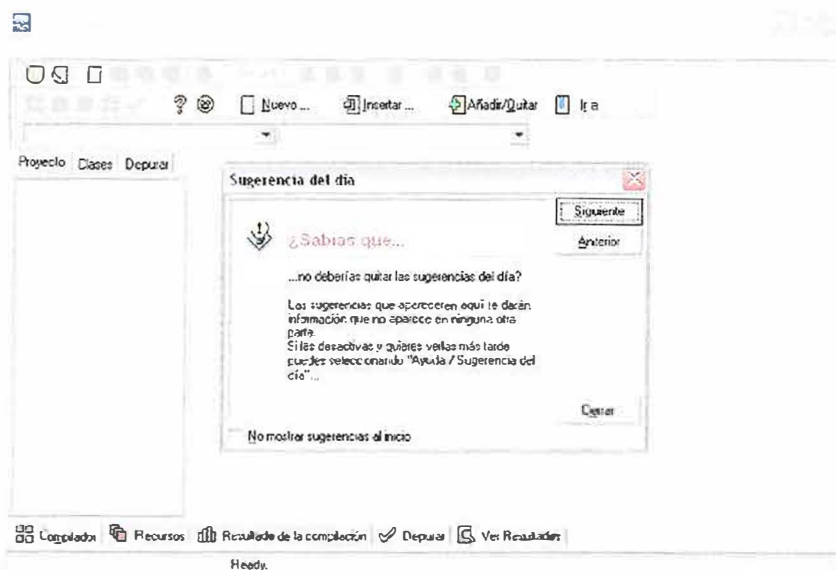 Nuevo ... Insertar ... Añadir/Quitar Ir a
Proyecto Clases Depurar
Sugerencia del día
Siguiente
¿Sabías que...
Anterior
...no deberías quitar las sugerencias del día?
Las sugerencias que apereceren aquí te darán
información que no aparece en ninguna otra
parte.
Si las desactivas y quieres verlas más tarde
puedes seleccionando "Ayuda / Sugerencia del
día"...
Cerrar
No mostrar sugerencias al inicio
Compilador Recursos Resultado de la compilación Depurar Ver Resultados
Ready.